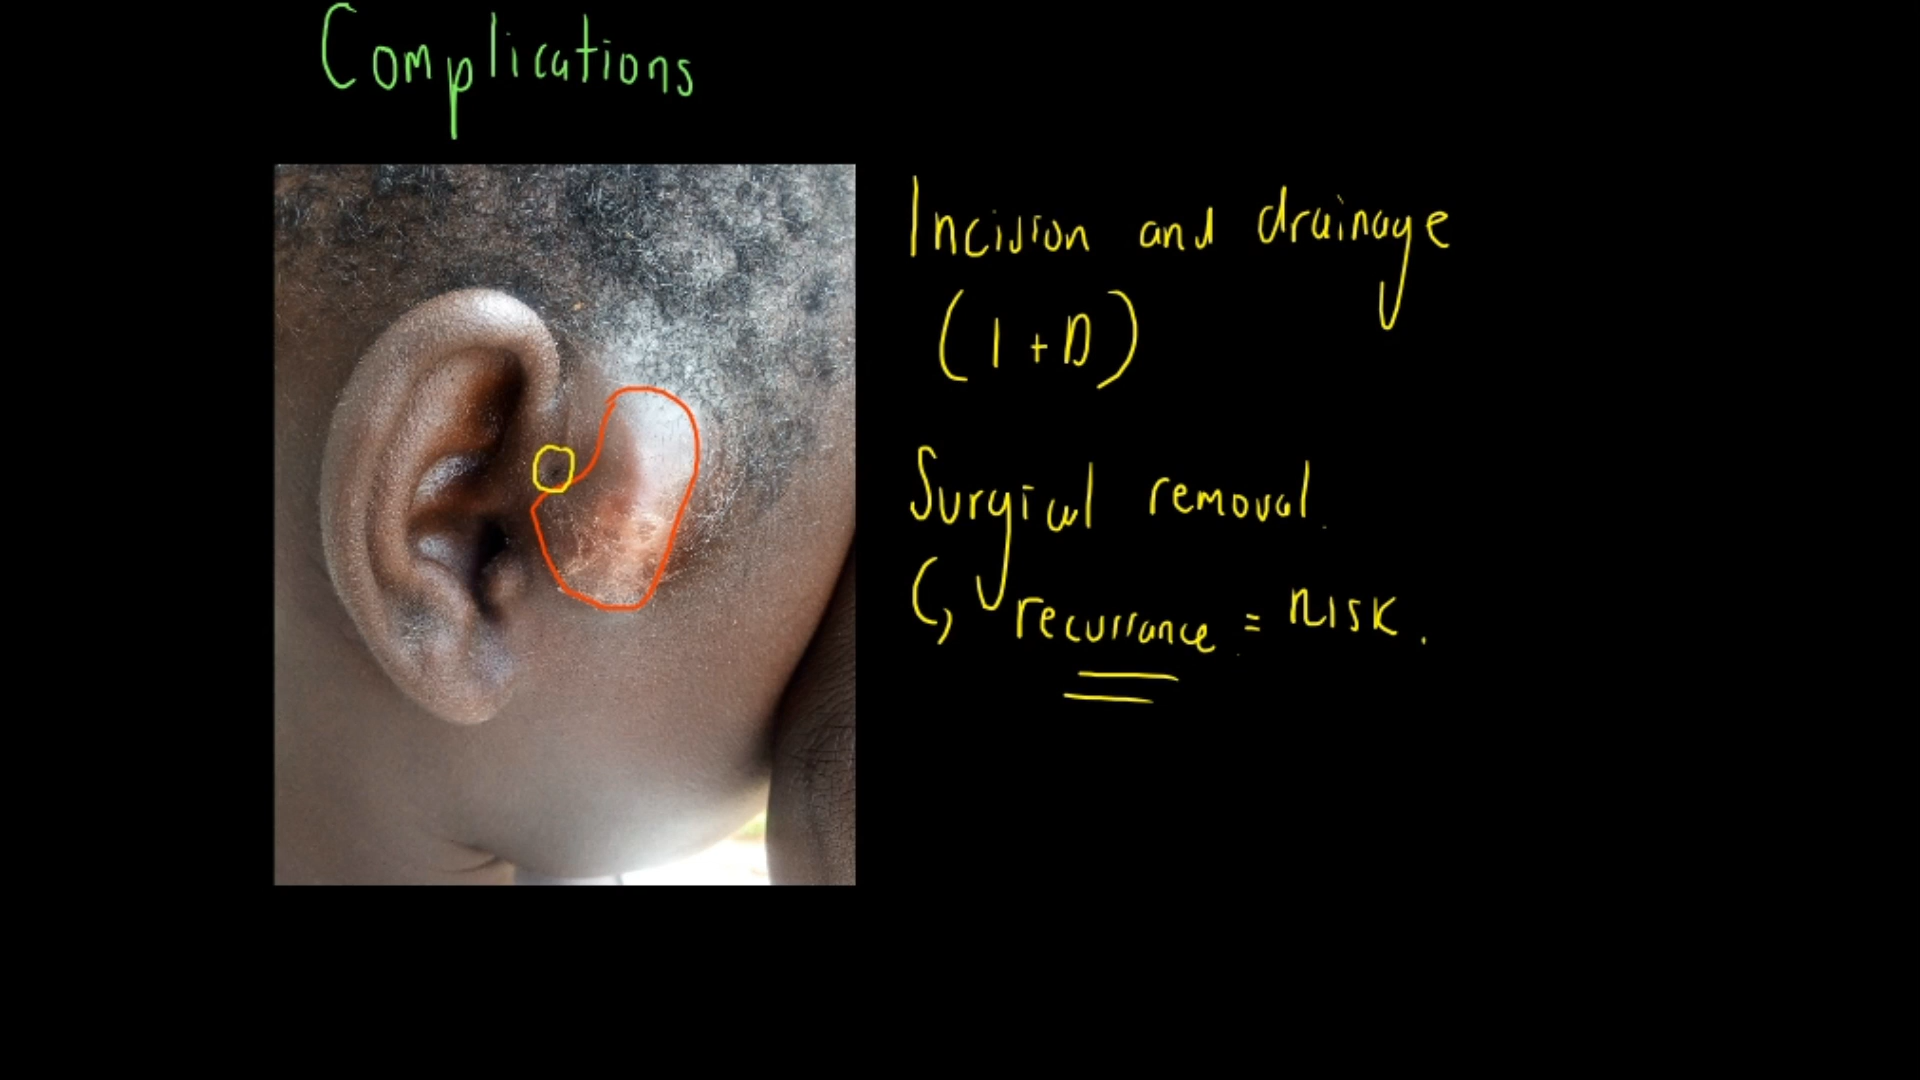 Complications
Incision and drainage
(I + D)
Surgical removal.
↳ recurrance = RISK.